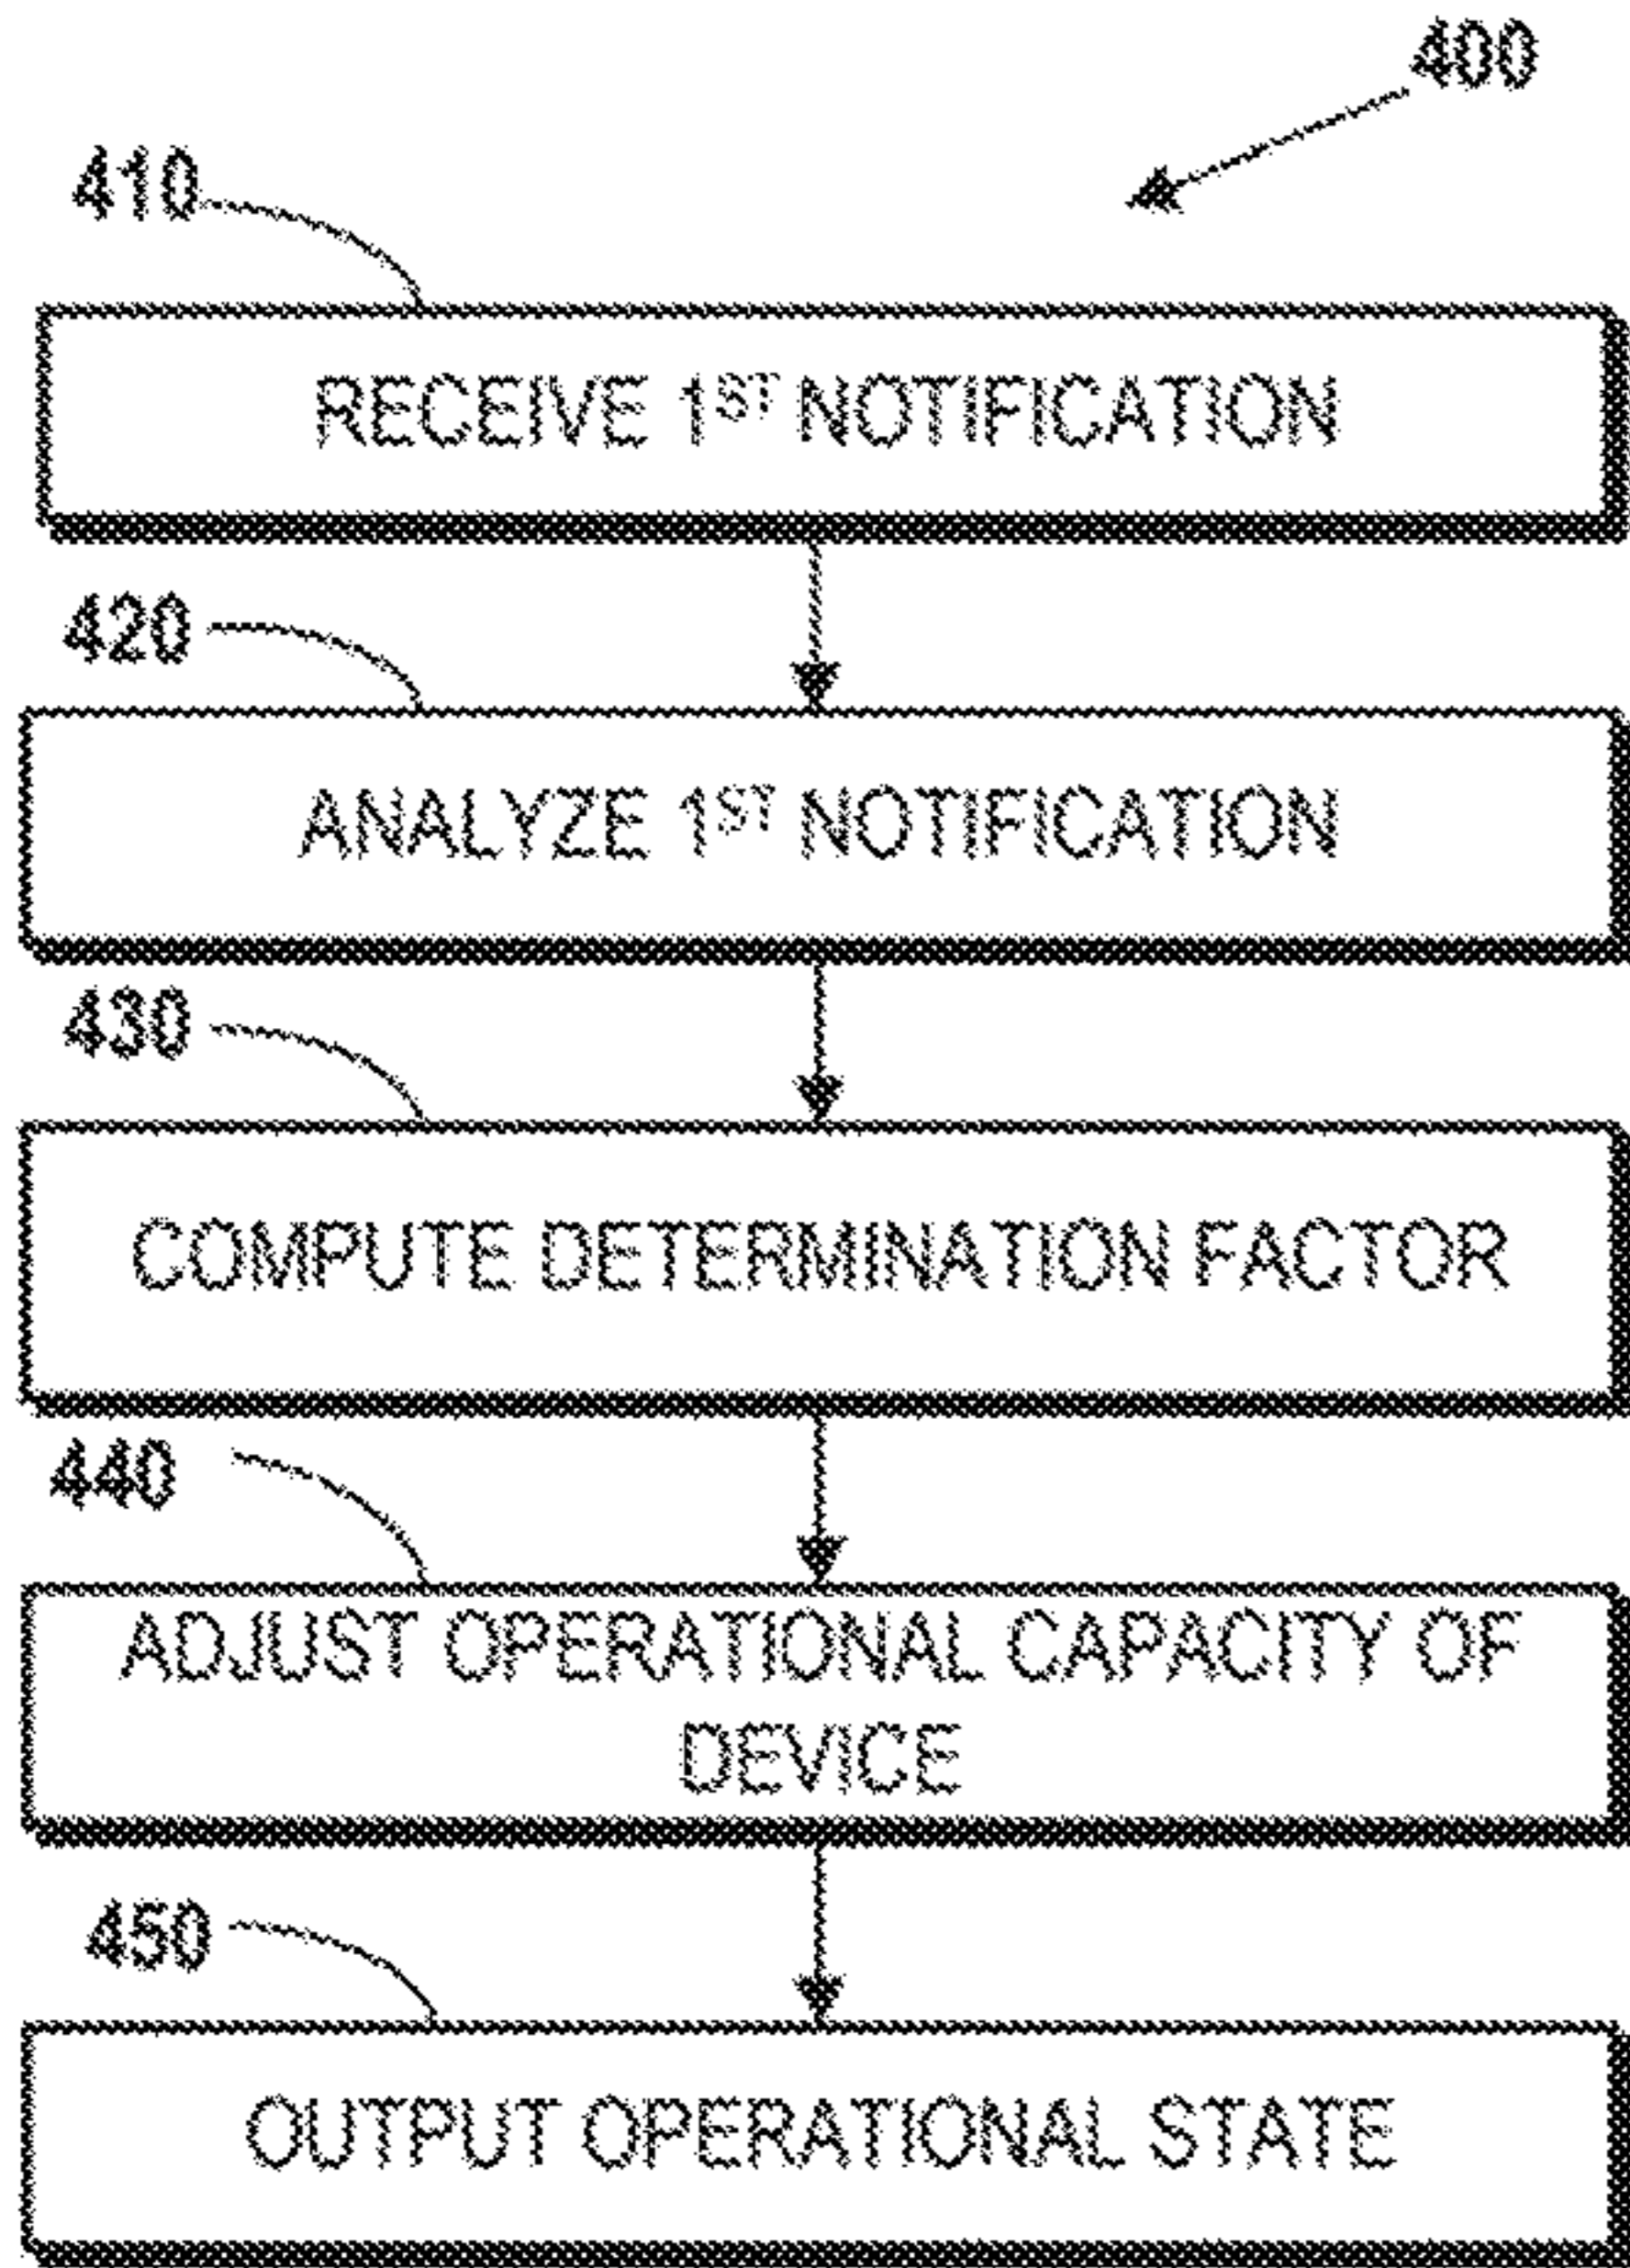 400
410
RECEIVE 1ST NOTIFICATION
420
ANALYZE 1ST NOTIFICATION
430
COMPUTE DETERMINATION FACTOR
440
ADJUST OPERATIONAL CAPACITY OF
DEVICE
450
OUTPUT OPERATIONAL STATE